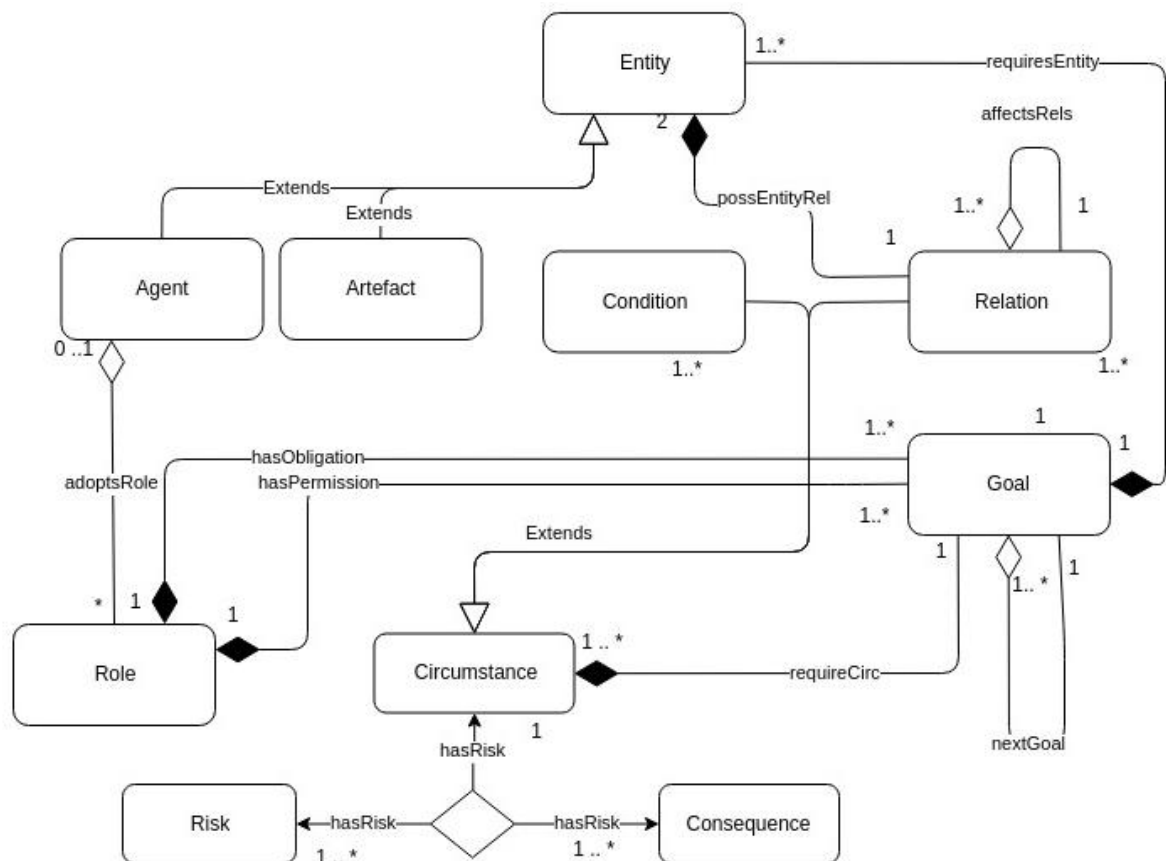 Entity
1..*
requiresEntity
2
affectsRels
Extends
possEntityRel
1..*
1
Extends
1
Agent
Artefact
Condition
Relation
0 ..1
1..*
1..*
1..*
1
1
hasObligation
adoptsRole
hasPermission
Goal
1..*
Extends
1
1
1.. *
*
1
1
1 .. *
Role
Circumstance
requireCirc
1
nextGoal
hasRisk
Risk
hasRisk
hasRisk
Consequence
1 .. *
1 .. *